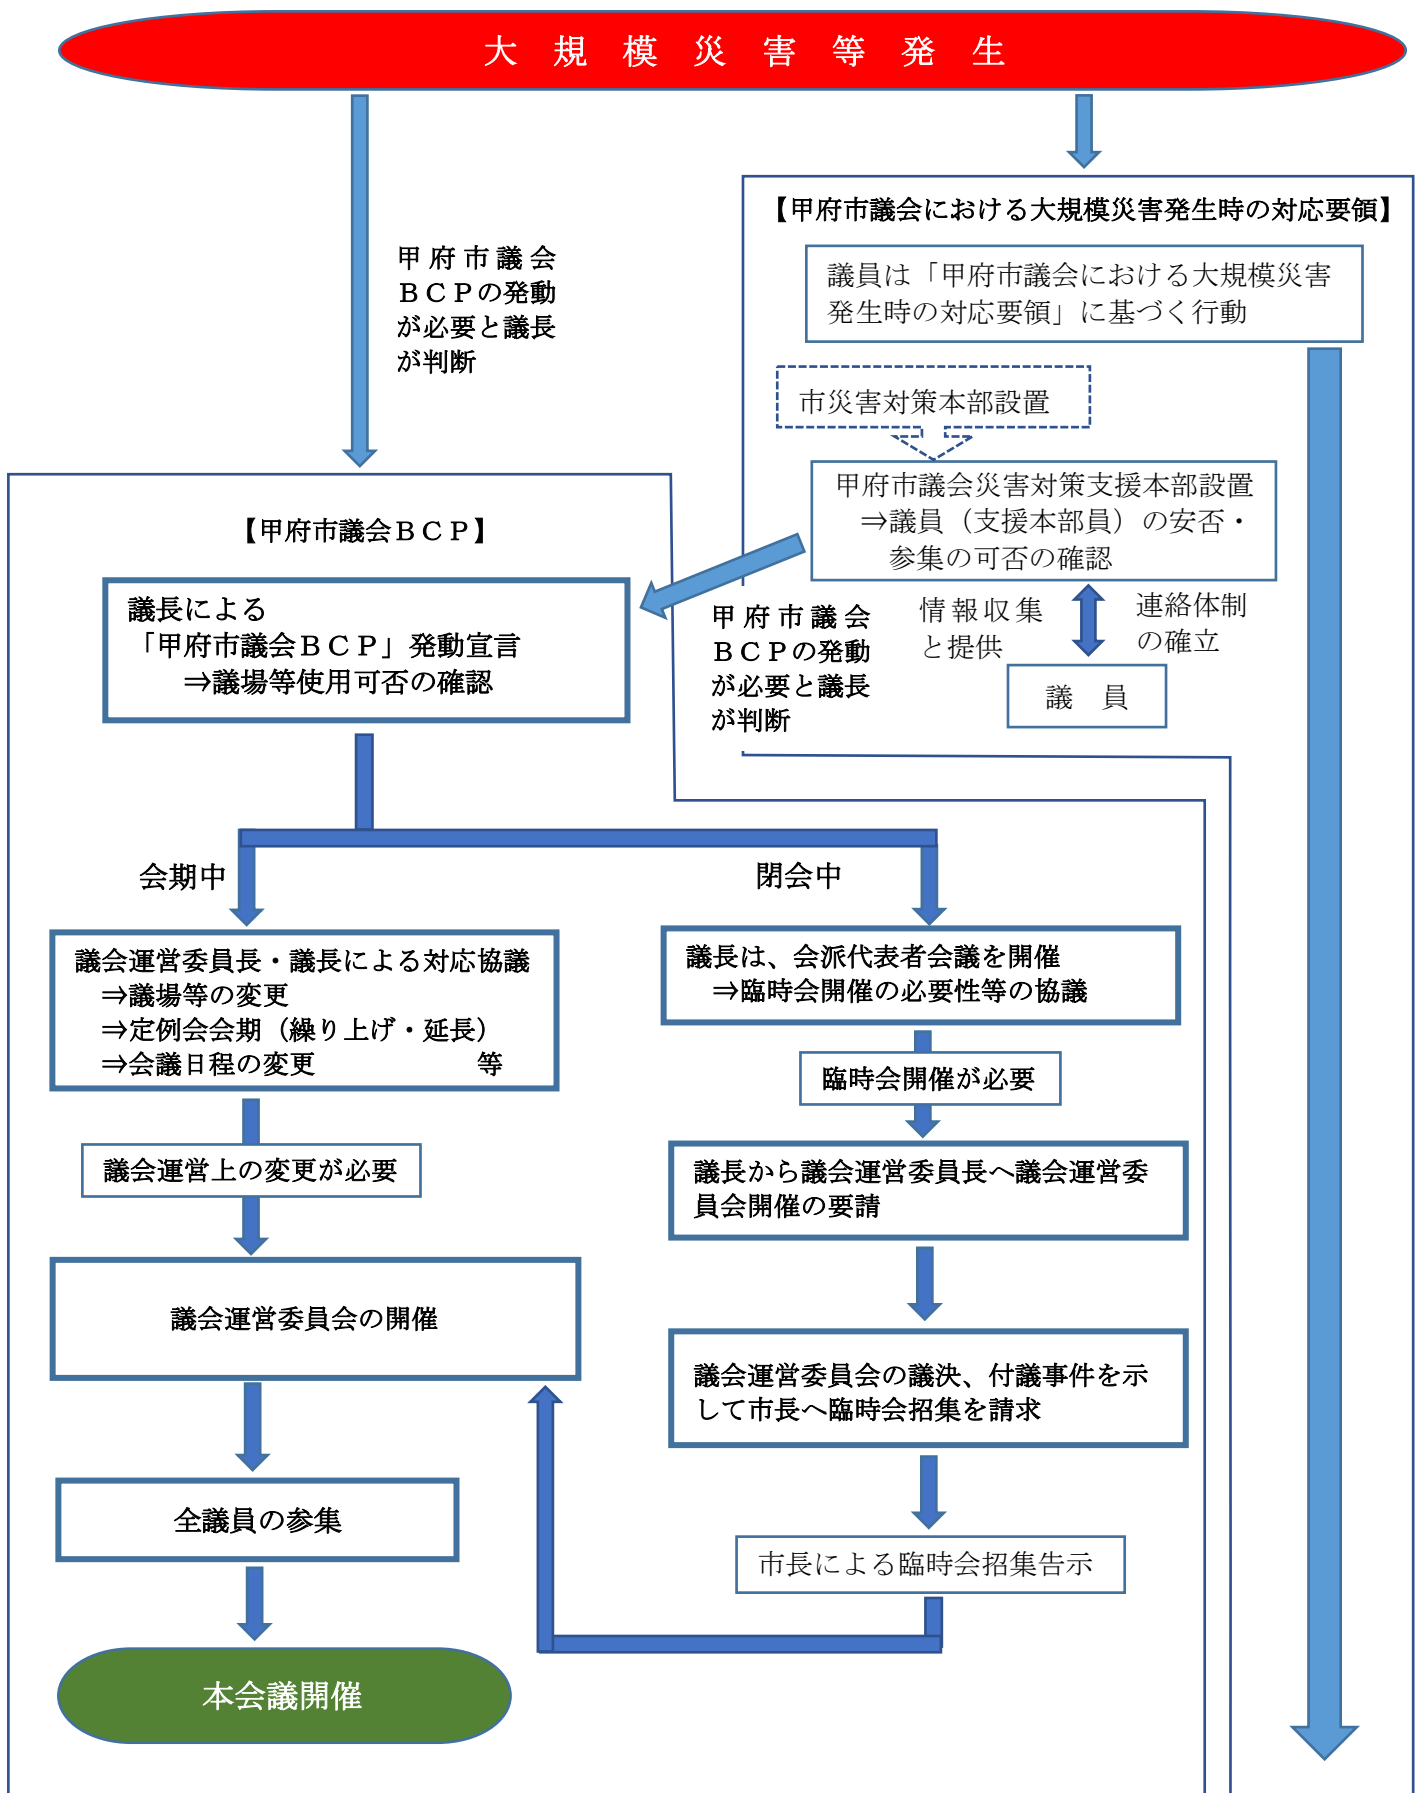 大　規　模　災　害　等　発　生
甲府市議会
ＢＣＰの発動
が必要と議長
が判断
【甲府市議会における大規模災害発生時の対応要領】
議員は「甲府市議会における大規模災害
発生時の対応要領」に基づく行動
市災害対策本部設置
甲府市議会災害対策支援本部設置
⇒議員（支援本部員）の安否・
参集の可否の確認
情報収集
と提供
連絡体制
の確立
議　員
甲府市議会
ＢＣＰの発動
が必要と議長
が判断
【甲府市議会ＢＣＰ】
議長による
「甲府市議会ＢＣＰ」発動宣言
⇒議場等使用可否の確認
会期中
議会運営委員長・議長による対応協議
⇒議場等の変更
⇒定例会会期（繰り上げ・延長）
⇒会議日程の変更　　　　　　等
議会運営上の変更が必要
議会運営委員会の開催
全議員の参集
本会議開催
閉会中
議長は、会派代表者会議を開催
⇒臨時会開催の必要性等の協議
臨時会開催が必要
議長から議会運営委員長へ議会運営委
員会開催の要請
議会運営委員会の議決、付議事件を示
して市長へ臨時会招集を請求
市長による臨時会招集告示